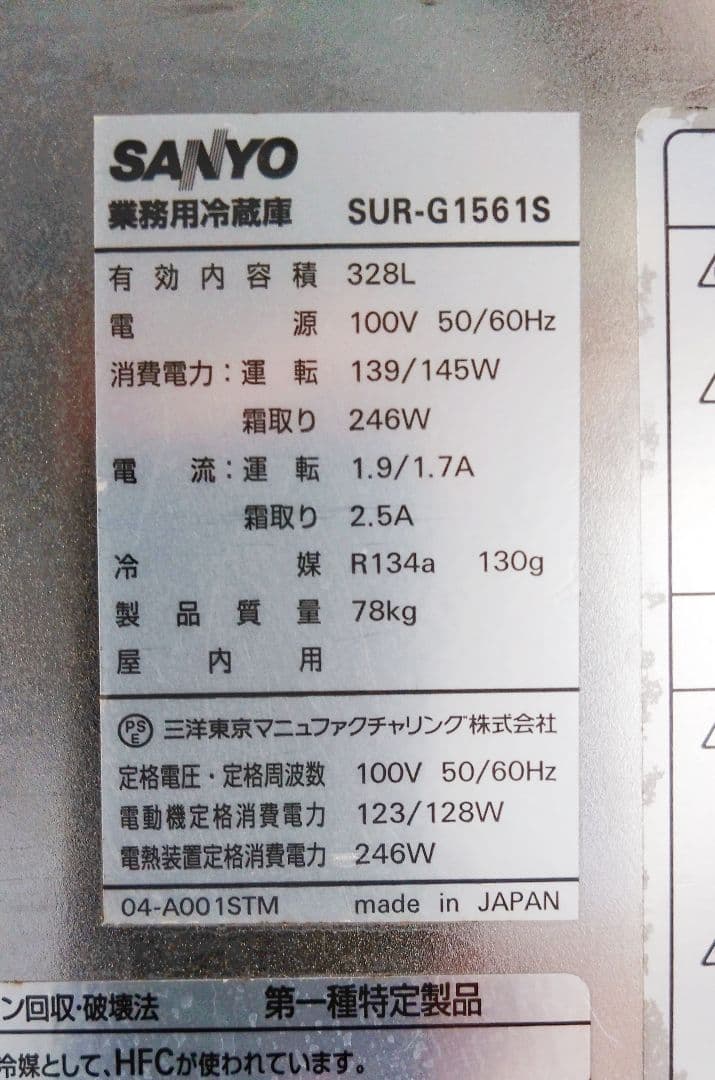 SANYO
業務用冷蔵庫 SUR-G1561S
有効内容積 328L
電源 100V 50/60Hz
消費電力：運転 139/145W
霜取り 246W
電流：運転 1.9/1.7A
霜取り 2.5A
冷媒 R134a 130g
製品質量 78kg
屋内用
PSE 三洋東京マニュファクチャリング株式会社
定格電圧・定格周波数 100V 50/60Hz
電動機定格消費電力 123/128W
電熱装置定格消費電力 246W
04-A001STM made in JAPAN
ン回収・破壊法 第一種特定製品
冷媒として、HFCが使われています。